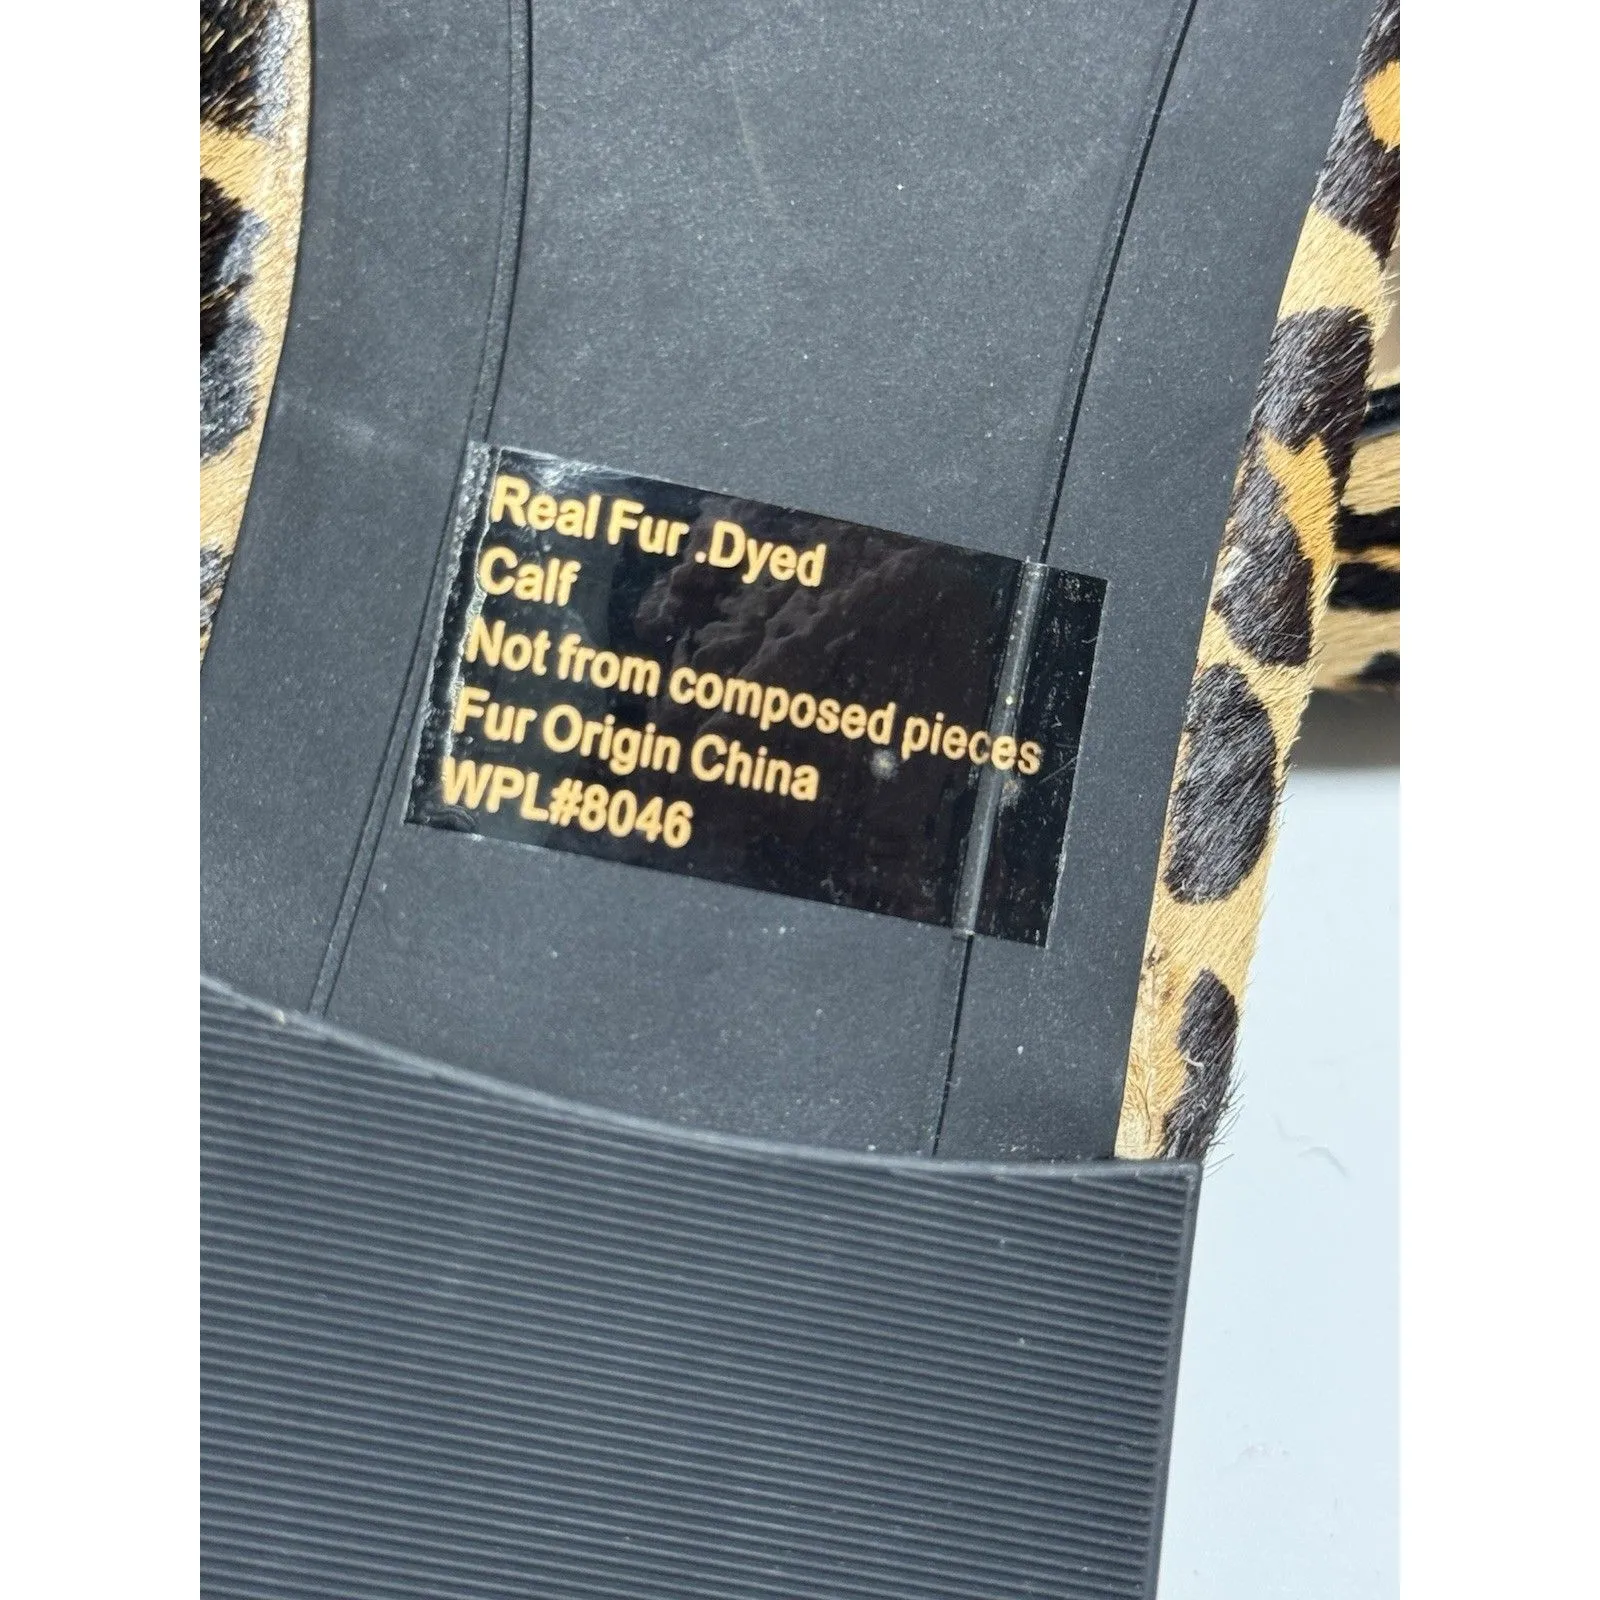 Real Fur .Dyed
Calf
Not from composed pieces
Fur Origin China
WPL#8046